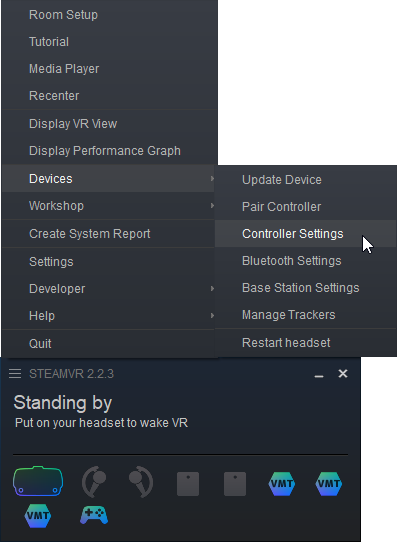 Room Setup
Tutorial
Media Player
Recenter
Display VR View
Display Performance Graph
Devices
Workshop
Create System Report
Settings
Developer
Help
Quit
Update Device
Pair Controller
Controller Settings
Bluetooth Settings
Base Station Settings
Manage Trackers
Restart headset
STEAMVR 2.2.3
Standing by
Put on your headset to wake VR
VMT
VMT
VMT